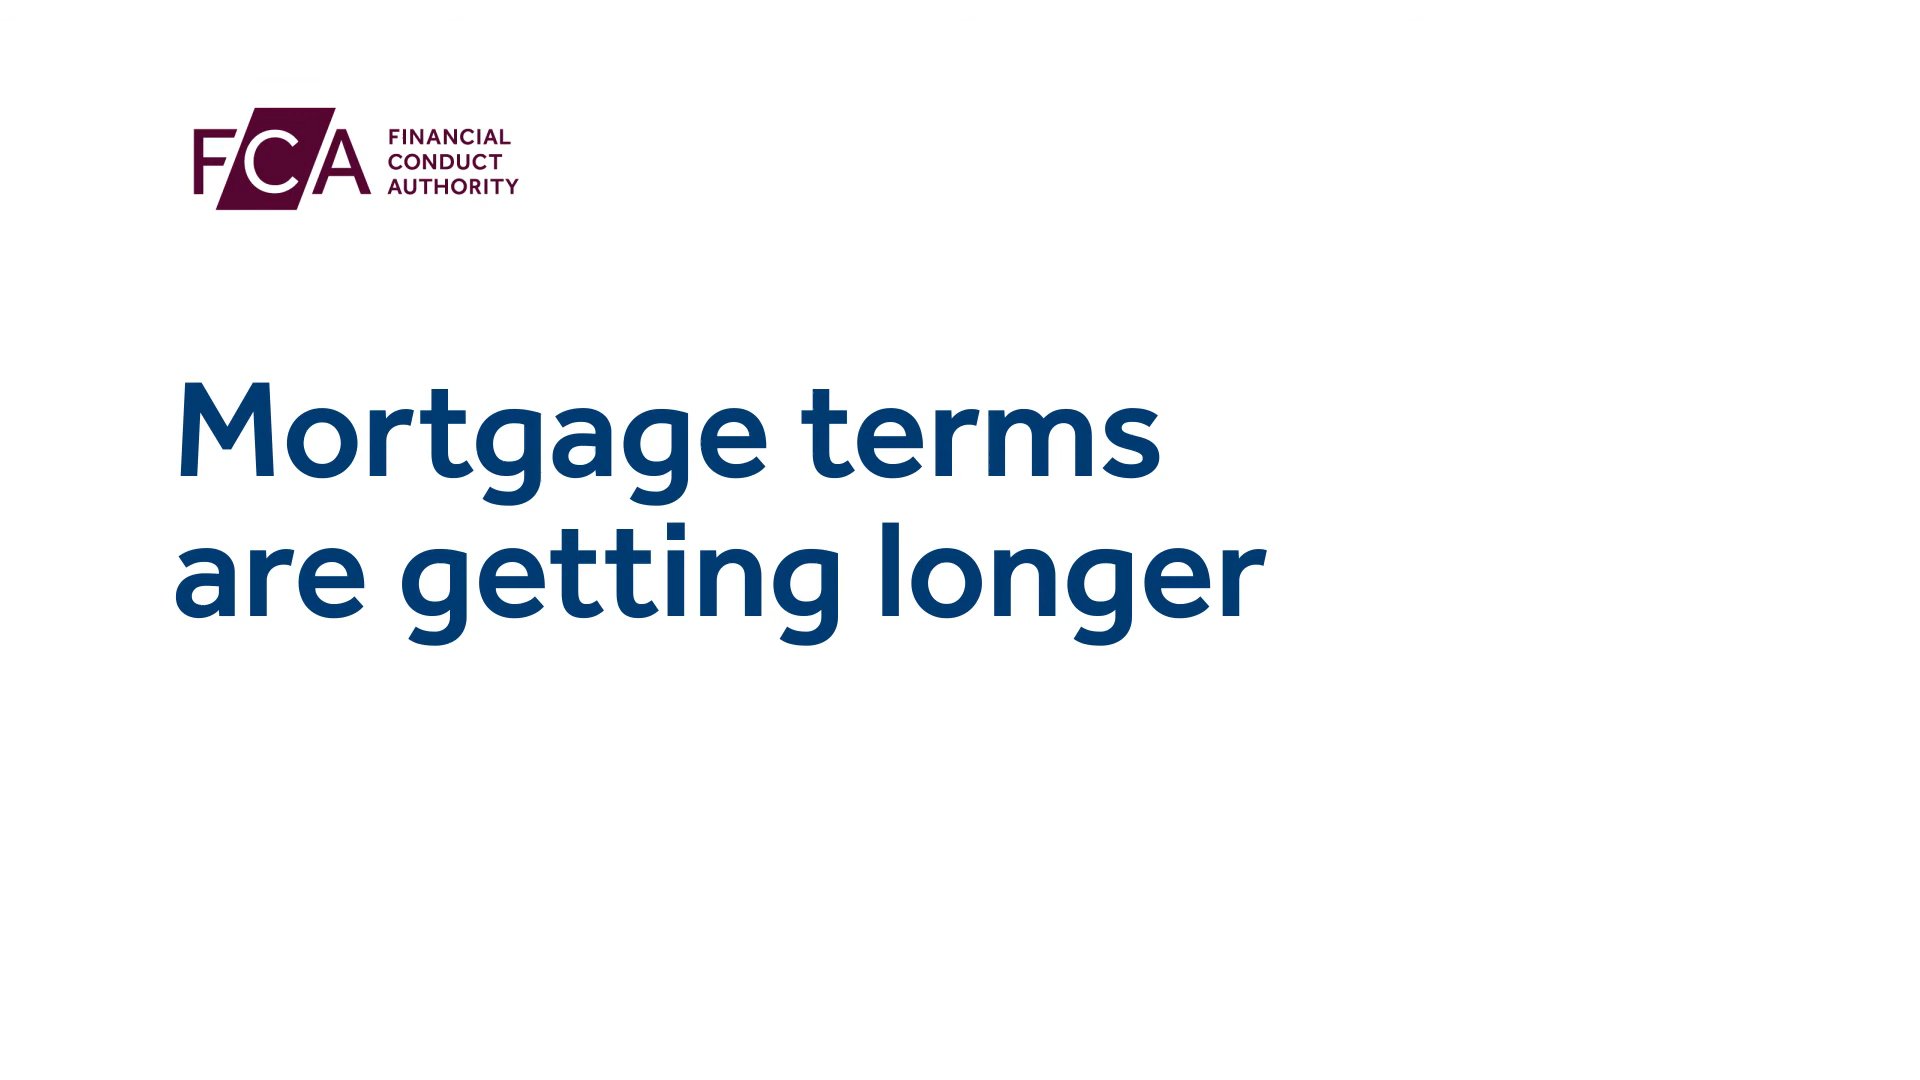 FCA
FINANCIAL
CONDUCT
AUTHORITY
Mortgage terms
are getting longer